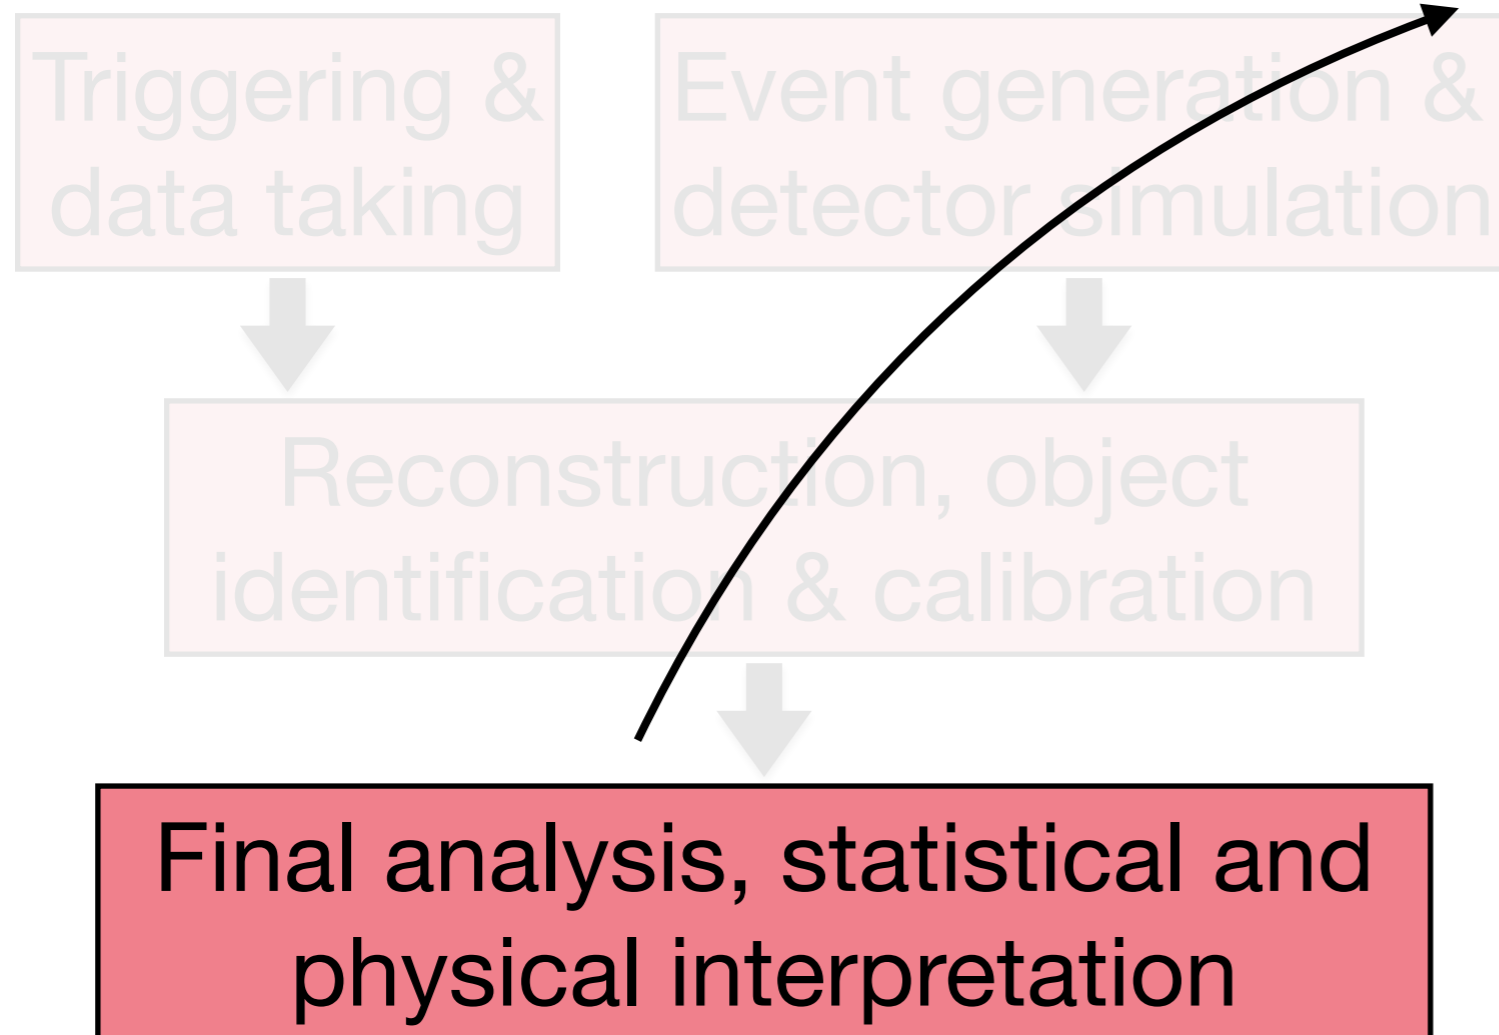 Triggering &
data taking
Event generation &
detector simulation
Reconstruction, object
identification & calibration
Final analysis, statistical and
physical interpretation